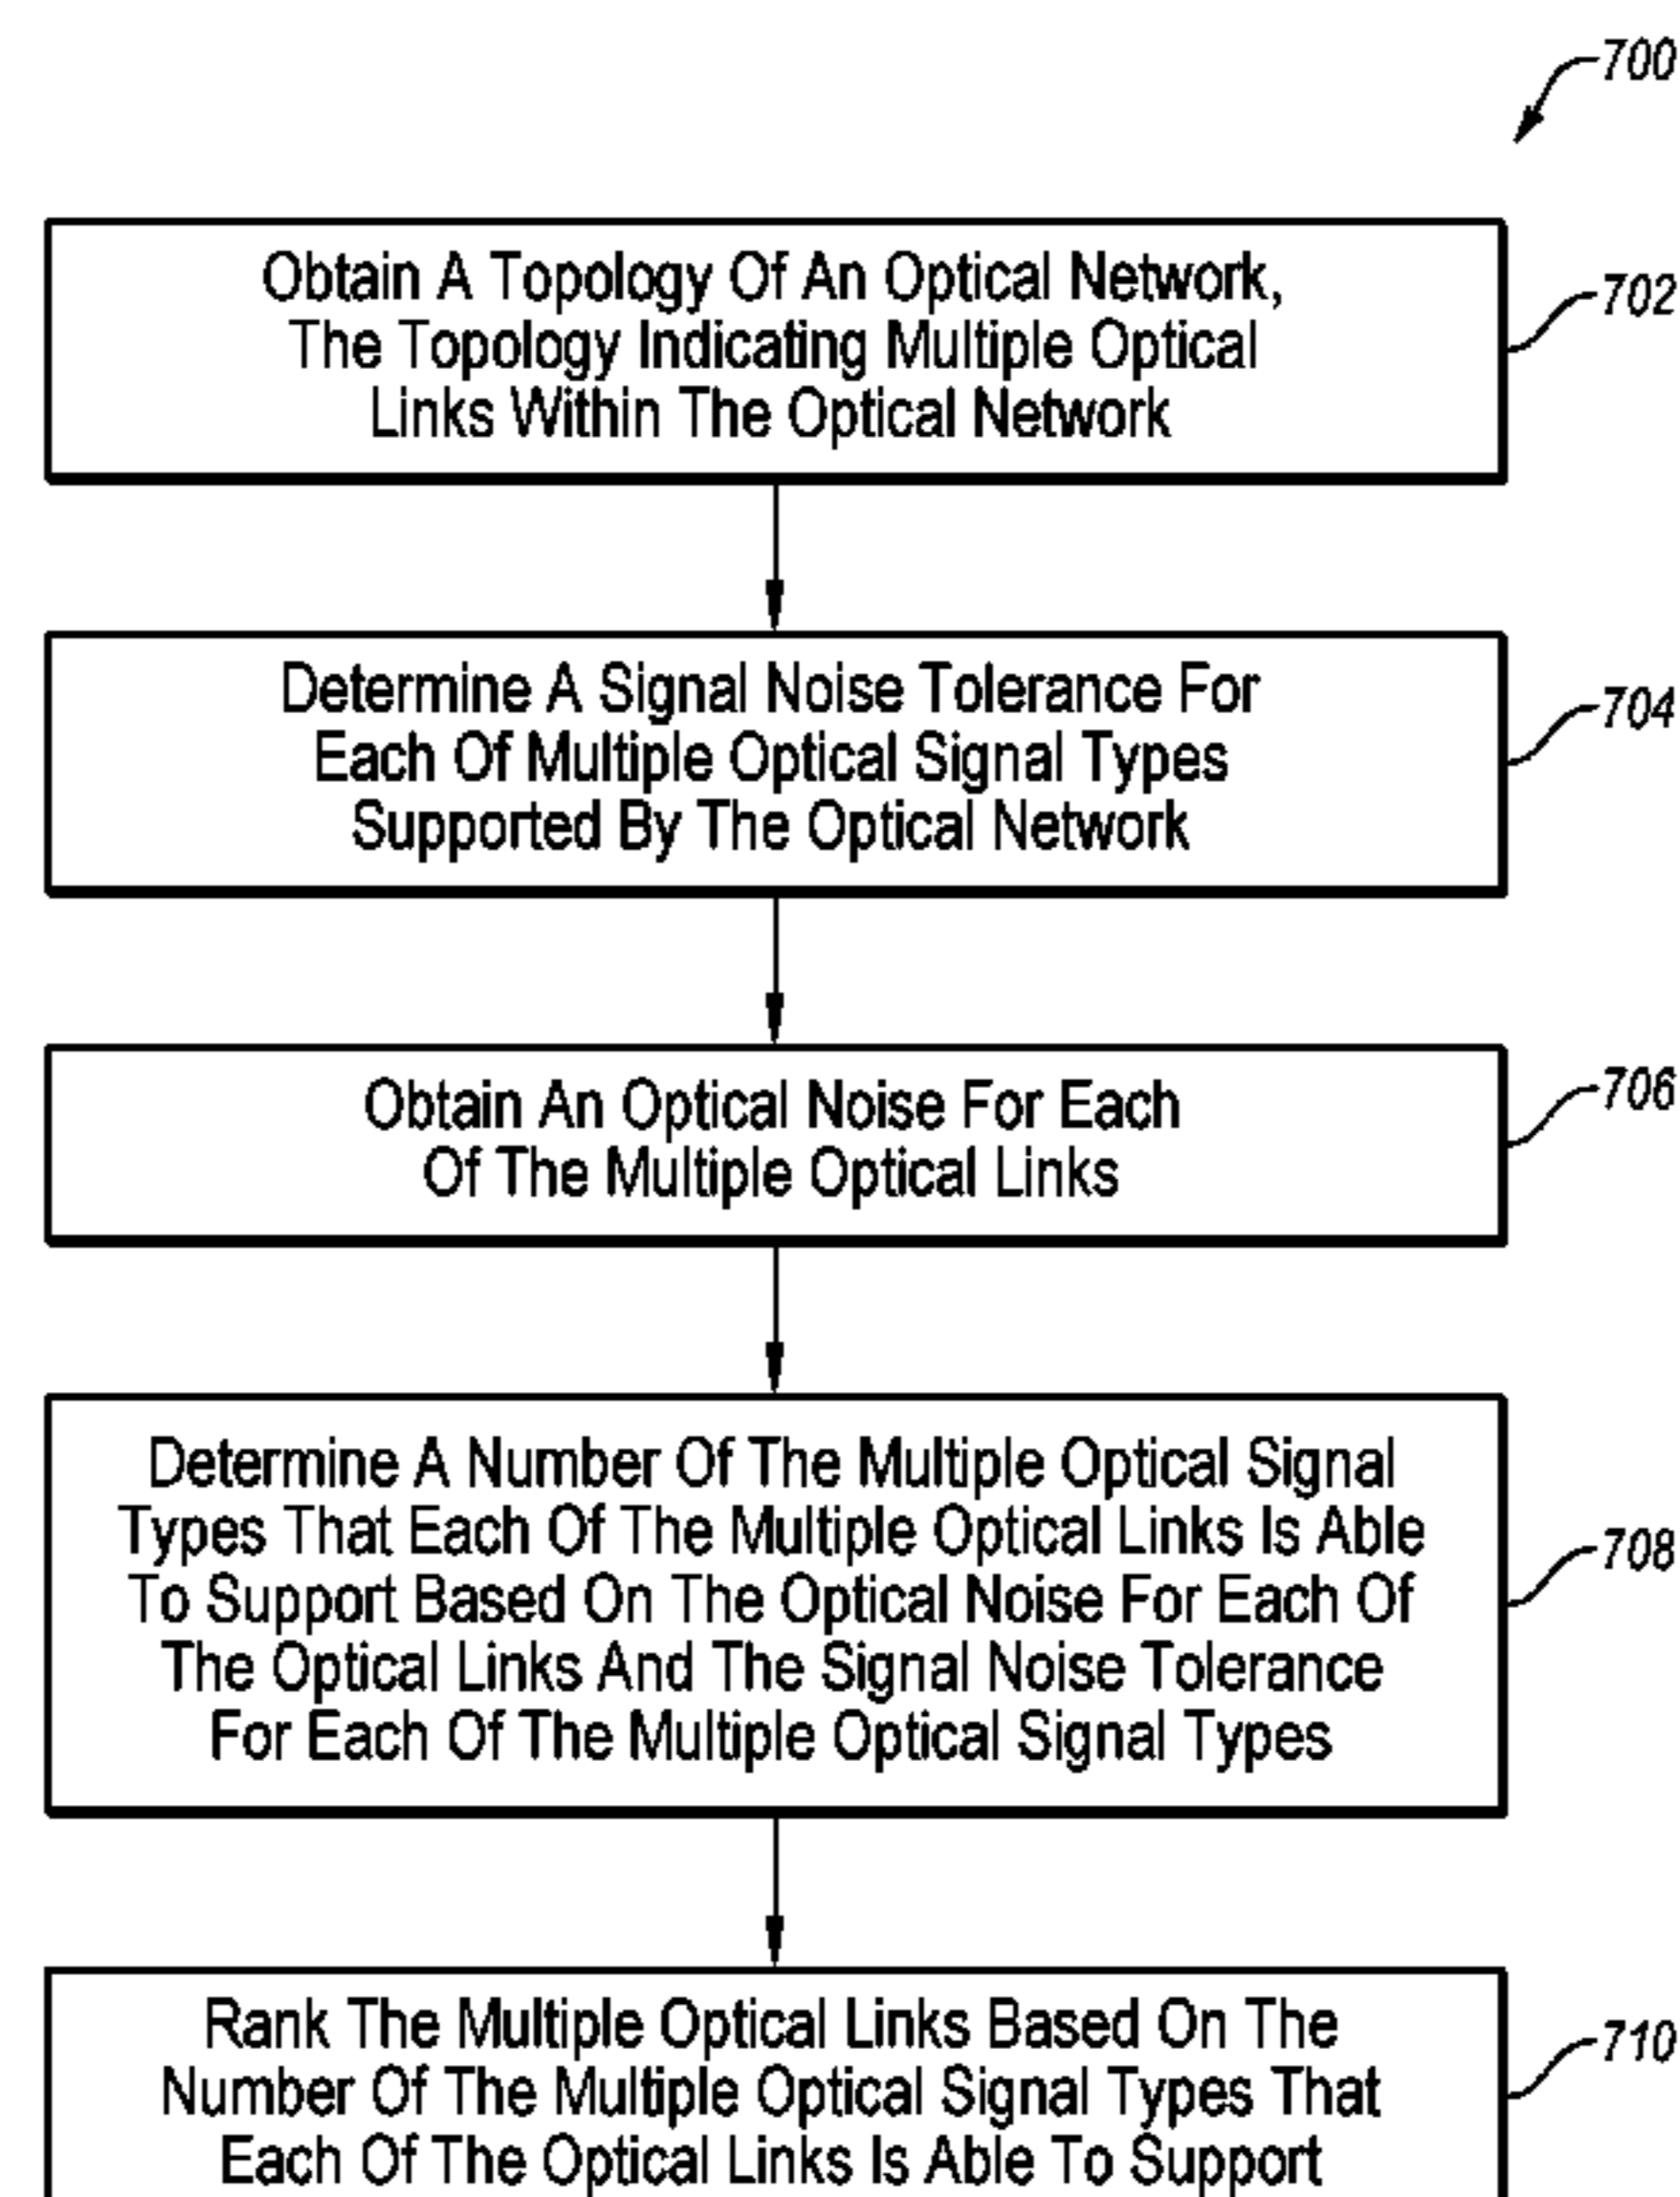 700
Obtain A Topology Of An Optical Network,
The Topology Indicating Multiple Optical
Links Within The Optical Network
702
Determine A Signal Noise Tolerance For
Each Of Multiple Optical Signal Types
Supported By The Optical Network
704
Obtain An Optical Noise For Each
Of The Multiple Optical Links
706
Determine A Number Of The Multiple Optical Signal
Types That Each Of The Multiple Optical Links Is Able
To Support Based On The Optical Noise For Each Of
The Optical Links And The Signal Noise Tolerance
For Each Of The Multiple Optical Signal Types
708
Rank The Multiple Optical Links Based On The
Number Of The Multiple Optical Signal Types That
Each Of The Optical Links Is Able To Support
710